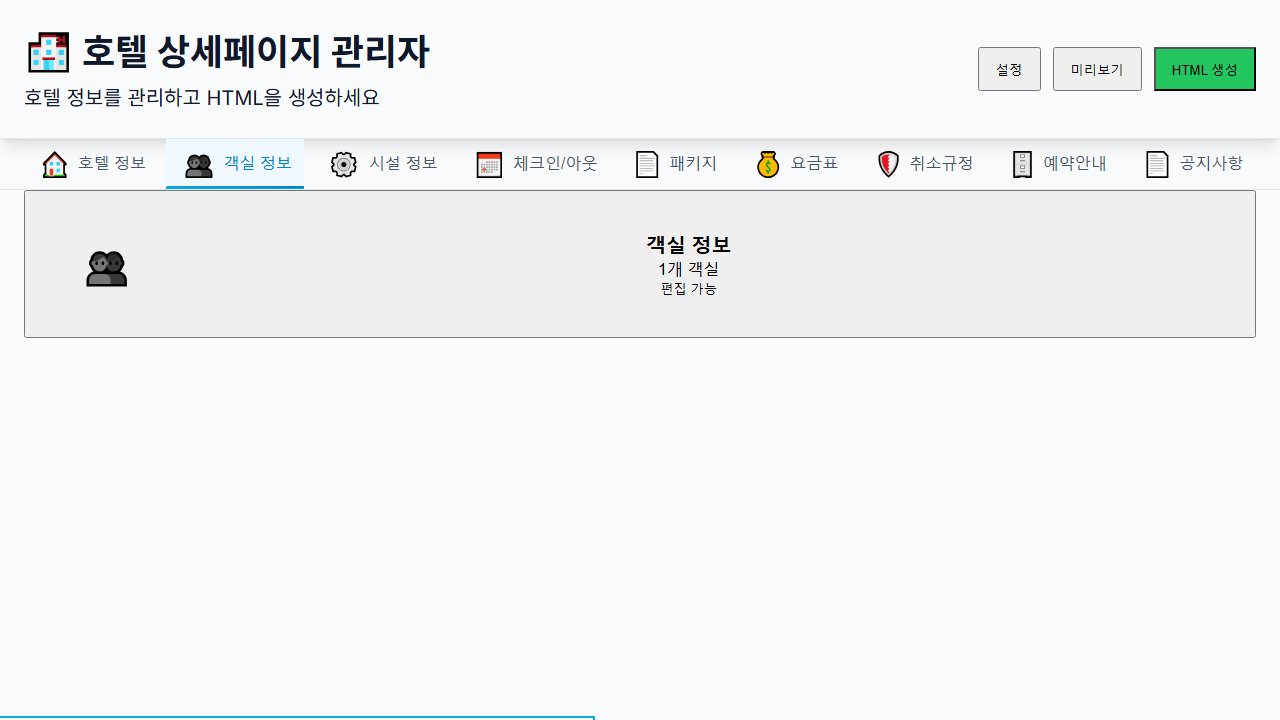 호텔 상세페이지 관리자
호텔 정보를 관리하고 HTML을 생성하세요
설정
미리보기
HTML 생성
호텔 정보
객실 정보
시설 정보
체크인/아웃
패키지
요금표
취소규정
예약안내
공지사항
객실 정보
1개 객실
편집 가능